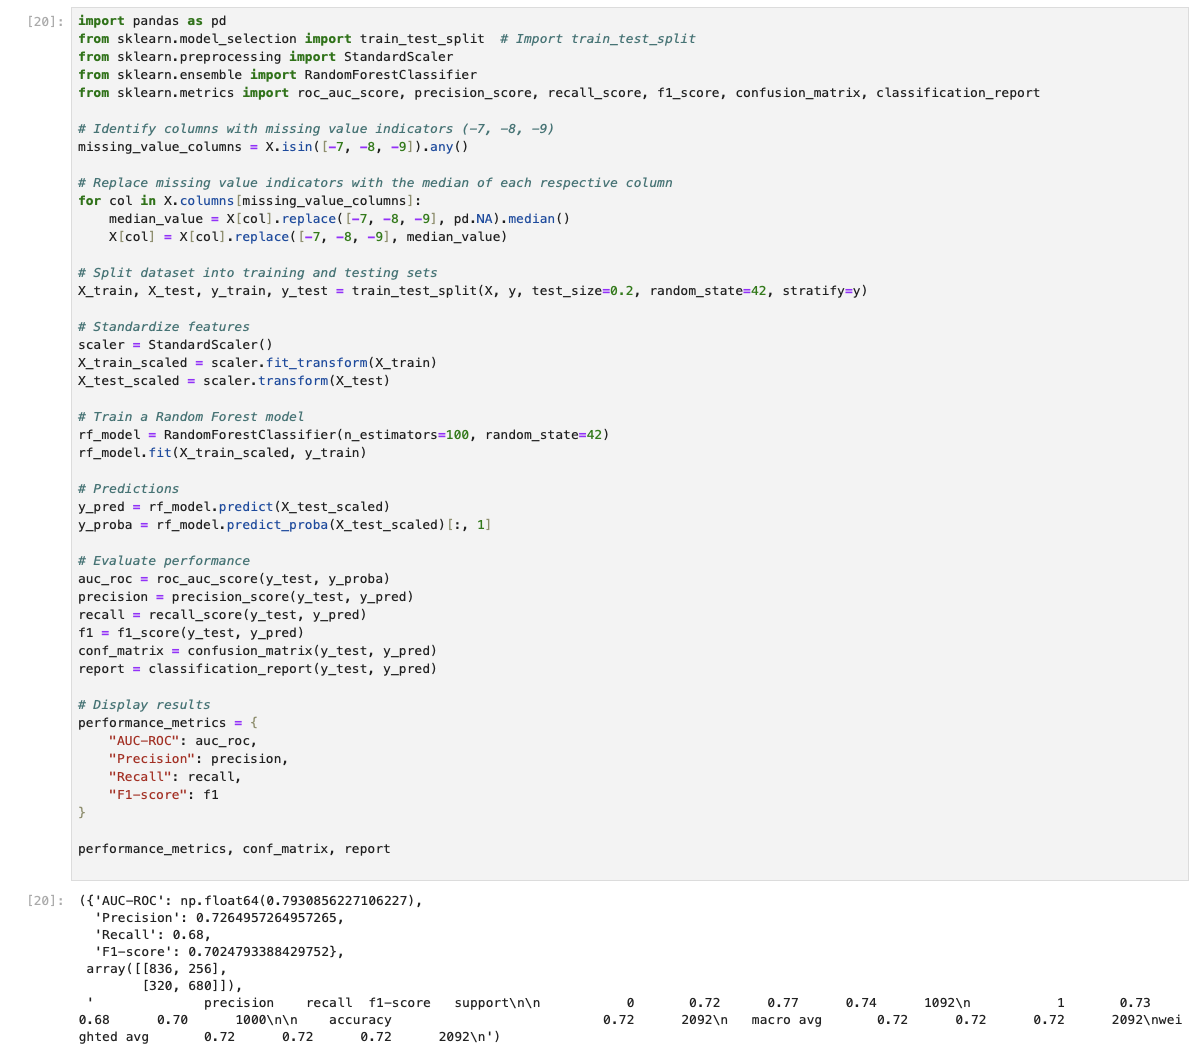 [20]: import pandas as pd
from sklearn.model_selection import train_test_split  # Import train_test_split
from sklearn.preprocessing import StandardScaler
from sklearn.ensemble import RandomForestClassifier
from sklearn.metrics import roc_auc_score, precision_score, recall_score, f1_score, confusion_matrix, classification_report

# Identify columns with missing value indicators (-7, -8, -9)
missing_value_columns = X.isin([-7, -8, -9]).any()

# Replace missing value indicators with the median of each respective column
for col in X.columns[missing_value_columns]:
    median_value = X[col].replace([-7, -8, -9], pd.NA).median()
    X[col] = X[col].replace([-7, -8, -9], median_value)

# Split dataset into training and testing sets
X_train, X_test, y_train, y_test = train_test_split(X, y, test_size=0.2, random_state=42, stratify=y)

# Standardize features
scaler = StandardScaler()
X_train_scaled = scaler.fit_transform(X_train)
X_test_scaled = scaler.transform(X_test)

# Train a Random Forest model
rf_model = RandomForestClassifier(n_estimators=100, random_state=42)
rf_model.fit(X_train_scaled, y_train)

# Predictions
y_pred = rf_model.predict(X_test_scaled)
y_proba = rf_model.predict_proba(X_test_scaled)[:, 1]

# Evaluate performance
auc_roc = roc_auc_score(y_test, y_proba)
precision = precision_score(y_test, y_pred)
recall = recall_score(y_test, y_pred)
f1 = f1_score(y_test, y_pred)
conf_matrix = confusion_matrix(y_test, y_pred)
report = classification_report(y_test, y_pred)

# Display results
performance_metrics = {
    "AUC-ROC": auc_roc,
    "Precision": precision,
    "Recall": recall,
    "F1-score": f1
}

performance_metrics, conf_matrix, report

[20]: ({'AUC-ROC': np.float64(0.7930856227106227),
  'Precision': 0.7264957264957265,
  'Recall': 0.68,
  'F1-score': 0.7024793388429752},
 array([[836, 256],
        [320, 680]]),
 '              precision    recall  f1-score   support\n\n           0       0.72      0.77      0.74      1092\n           1       0.73
0.68      0.70      1000\n\n    accuracy                           0.72      2092\n   macro avg       0.72      0.72      0.72      2092\nwei
ghted avg       0.72      0.72      0.72      2092\n')